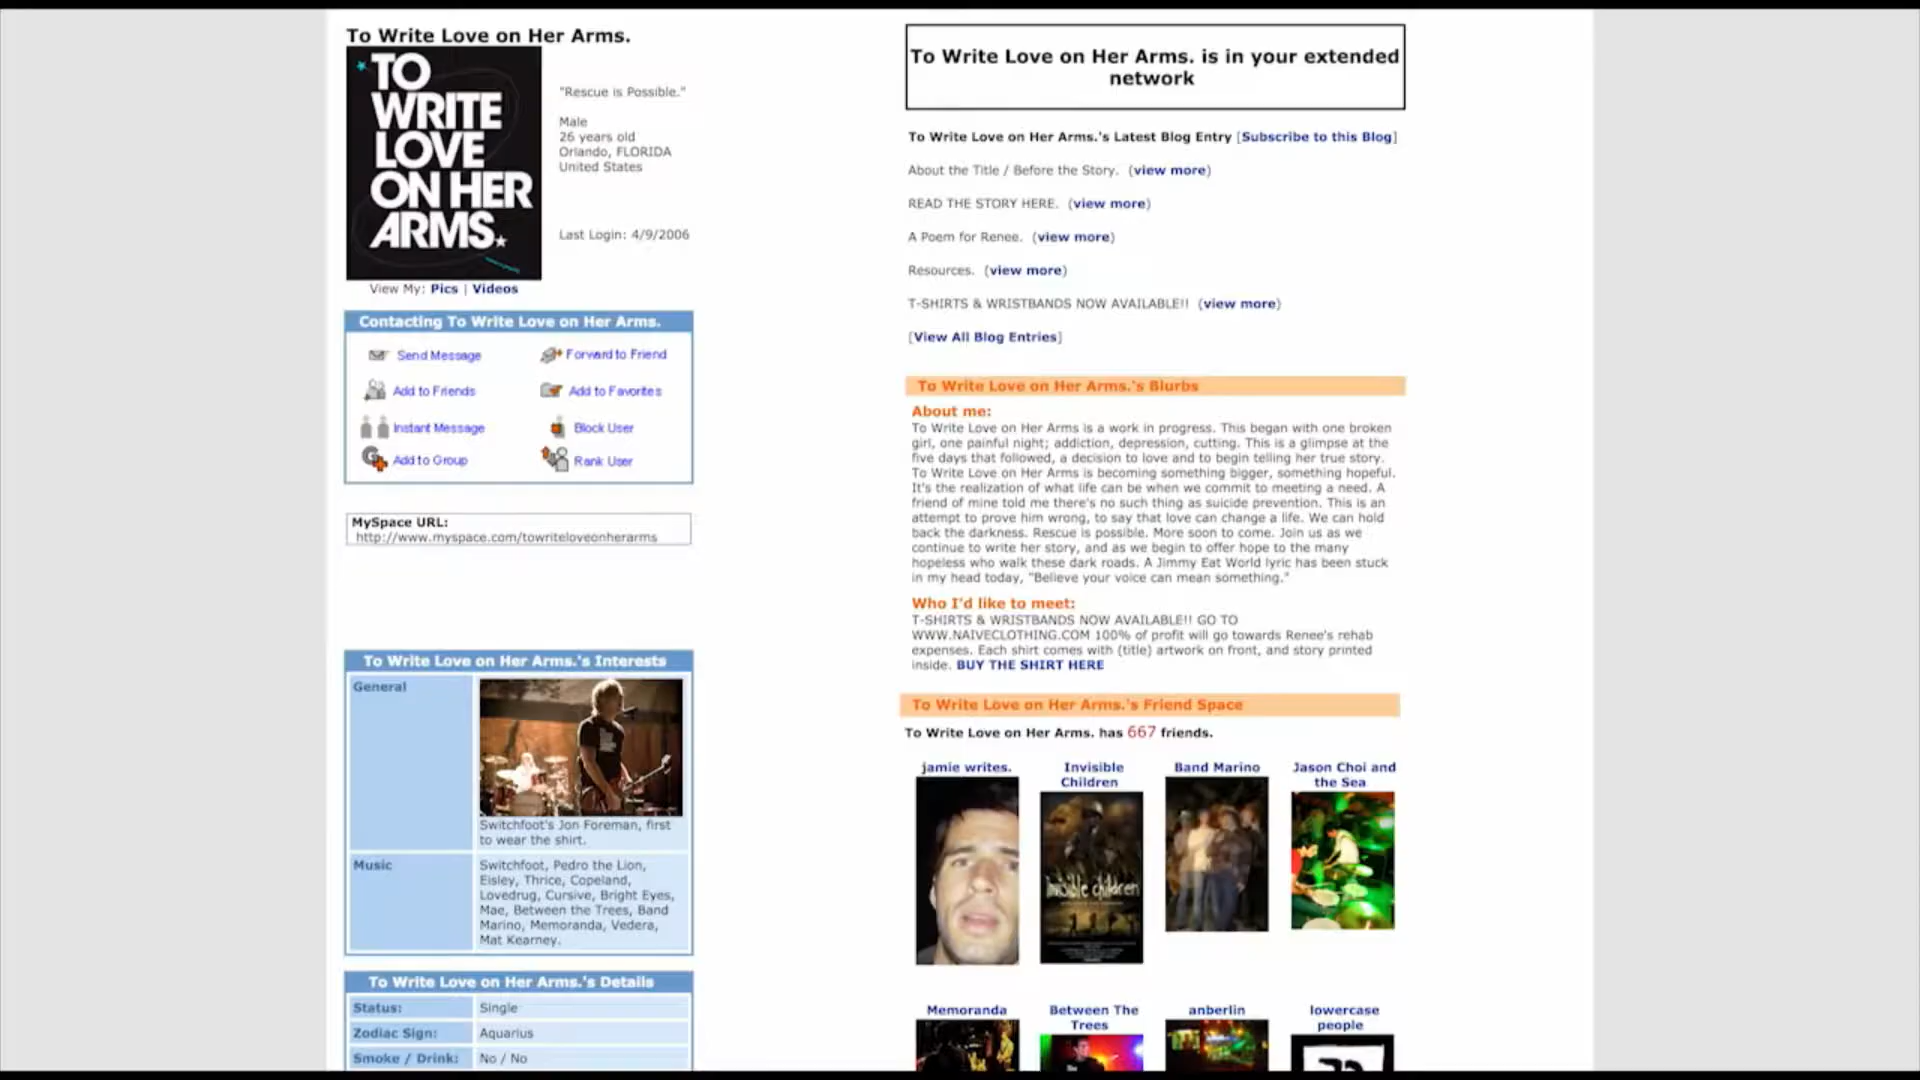 To Write Love on Her Arms.
TO
WRITE
LOVE
ON HER
ARMS.
"Rescue is Possible."
Male
26 years old
Orlando, FLORIDA
United States
Last Login: 4/9/2006
View My: Pics | Videos
Contacting To Write Love on Her Arms.
Send Message
Forward to Friend
Add to Friends
Add to Favorites
Instant Message
Block User
Add to Group
Rank User
MySpace URL:
http://www.myspace.com/towriteloveonherarms
To Write Love on Her Arms.'s Interests
General
Switchfoot's Jon Foreman, first
to wear the shirt.
Music
Switchfoot, Pedro the Lion,
Eisley, Thrice, Copeland,
Lovedrug, Cursive, Bright Eyes,
Mae, Between the Trees, Band
Marino, Memoranda, Vedera,
Mat Kearney.
To Write Love on Her Arms.'s Details
Status: Single
Zodiac Sign: Aquarius
Smoke / Drink: No / No
To Write Love on Her Arms. is in your extended
network
To Write Love on Her Arms.'s Latest Blog Entry [Subscribe to this Blog]
About the Title / Before the Story. (view more)
READ THE STORY HERE. (view more)
A Poem for Renee. (view more)
Resources. (view more)
T-SHIRTS & WRISTBANDS NOW AVAILABLE!! (view more)
[View All Blog Entries]
To Write Love on Her Arms.'s Blurbs
About me:
To Write Love on Her Arms is a work in progress. This began with one broken
girl, one painful night; addiction, depression, cutting. This is a glimpse at the
five days that followed, a decision to love and to begin telling her true story.
To Write Love on Her Arms is becoming something bigger, something hopeful.
It's the realization of what life can be when we commit to meeting a need. A
friend of mine told me there's no such thing as suicide prevention. This is an
attempt to prove him wrong, to say that love can change a life. We can hold
back the darkness. Rescue is possible. More soon to come. Join us as we
continue to write her story, and as we begin to offer hope to the many
hopeless who walk these dark roads. A Jimmy Eat World lyric has been stuck
in my head today, "Believe your voice can mean something."
Who I'd like to meet:
T-SHIRTS & WRISTBANDS NOW AVAILABLE!! GO TO
WWW.NAIVECLOTHING.COM 100% of profit will go towards Renee's rehab
expenses. Each shirt comes with (title) artwork on front, and story printed
inside. BUY THE SHIRT HERE
To Write Love on Her Arms.'s Friend Space
To Write Love on Her Arms. has 667 friends.
jamie writes.
Invisible
Children
Band Marino
Jason Choi and
the Sea
invisible children
Memoranda
Between The
Trees
anberlin
lowercase
people